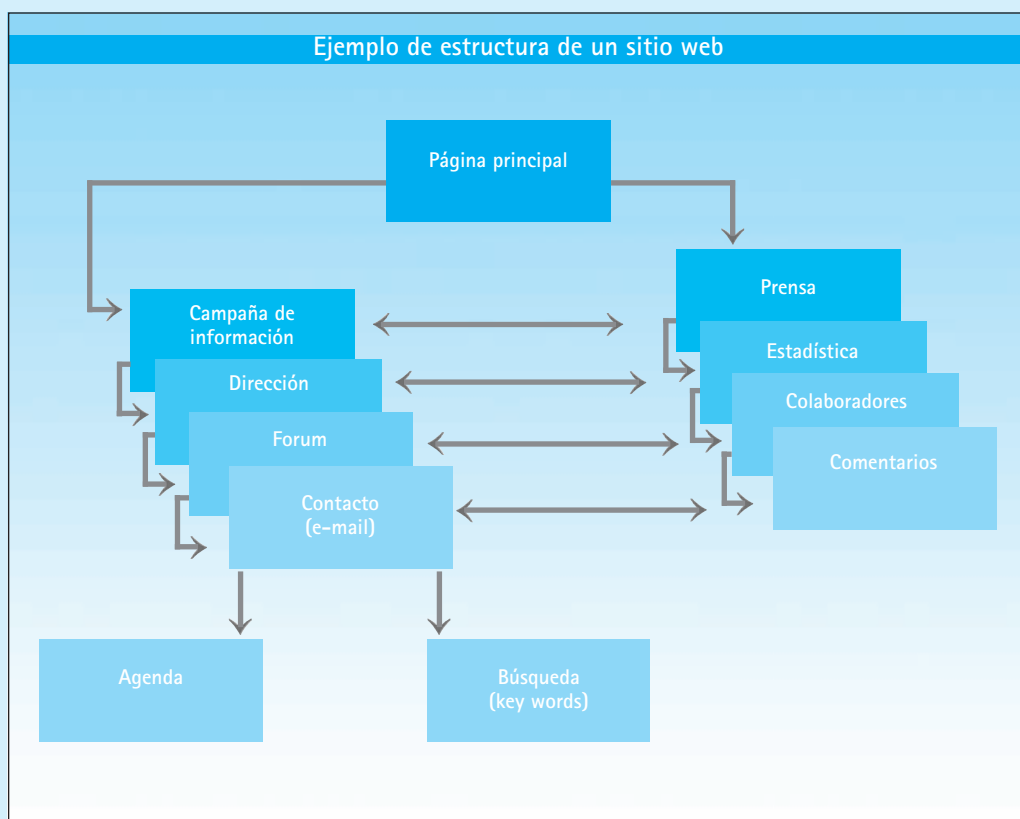 Ejemplo de estructura de un sitio web
Página principal
Campaña de
información
Dirección
Forum
Contacto
(e-mail)
Prensa
Estadística
Colaboradores
Comentarios
Agenda
Búsqueda
(key words)